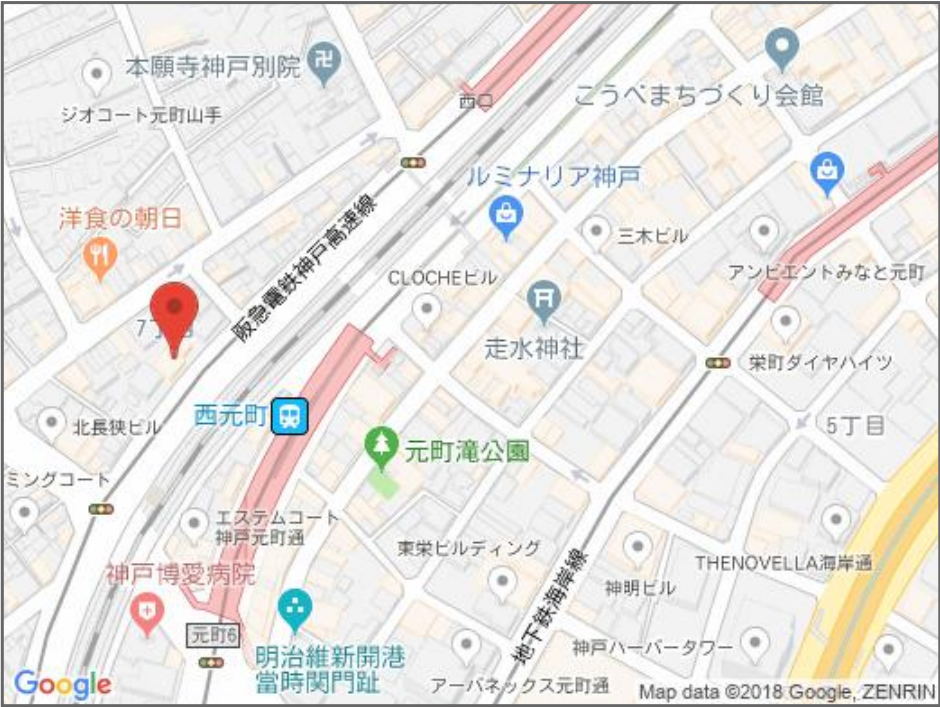 本願寺神戸別院
ジオコート元町山手
西口
こうべまちづくり会館
ルミナリア神戸
洋食の朝日
三木ビル
阪急電鉄神戸高速線
CLOCHEビル
アンビエントみなと元町
走水神社
栄町ダイヤハイツ
西元町
北長狭ビル
元町滝公園
5丁目
ミングコート
エステムコート
神戸元町通
東栄ビルディング
地下鉄海岸線
THENOVELLA海岸通
神戸博愛病院
神明ビル
元町6
明治維新開港
當時関門趾
神戸ハーバータワー
アーバネックス元町通
Google
Map data ©2018 Google, ZENRIN